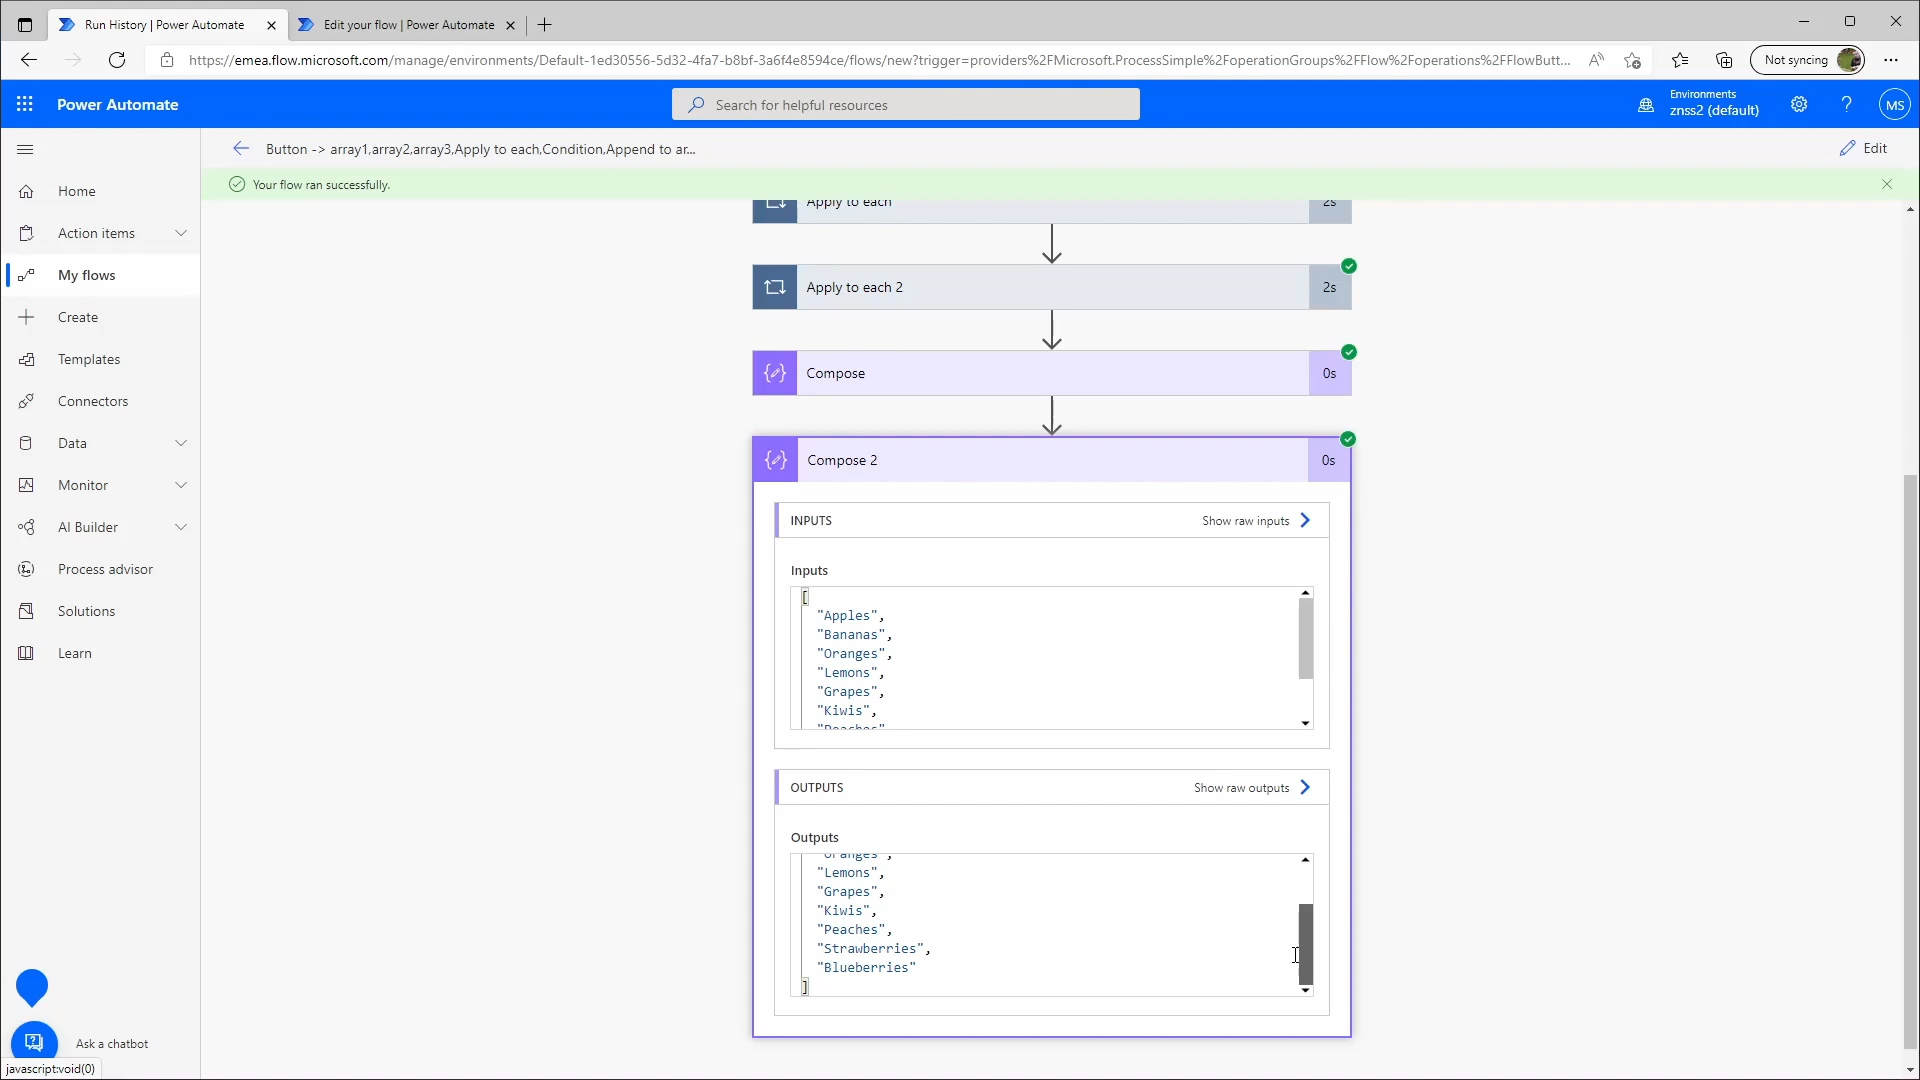 Run History | Power Automate
Edit your flow | Power Automate
https://emea.flow.microsoft.com/manage/environments/Default-1ed30556-5d32-4fa7-b8bf-3a6f4e8594ce/flows/new?trigger=providers%2FMicrosoft.ProcessSimple%2FoperationGroups%2FFlow%2Foperations%2FFlowButt...
Not syncing
Power Automate
Search for helpful resources
Environments
znss2 (default)
MS
Button -> array1,array2,array3,Apply to each,Condition,Append to ar...
Edit
Your flow ran successfully.
Home
Action items
My flows
Create
Templates
Connectors
Data
Monitor
AI Builder
Process advisor
Solutions
Learn
Ask a chatbot
javascript:void(0)
Apply to each
2s
Apply to each 2
2s
Compose
0s
Compose 2
0s
INPUTS
Show raw inputs
Inputs
[
"Apples",
"Bananas",
"Oranges",
"Lemons",
"Grapes",
"Kiwis",
"Peaches"
OUTPUTS
Show raw outputs
Outputs
"Oranges",
"Lemons",
"Grapes",
"Kiwis",
"Peaches",
"Strawberries",
"Blueberries"
]